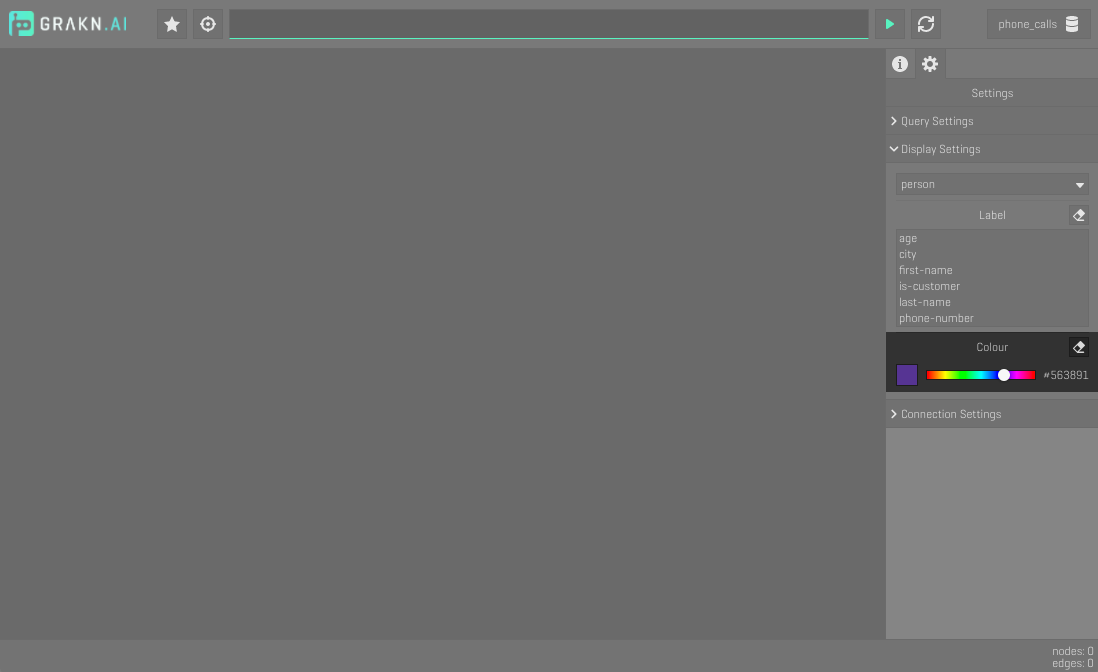 GRAKN.AI
phone_calls
Settings
Query Settings
Display Settings
person
Label
age
city
first-name
is-customer
last-name
phone-number
Colour
#563891
Connection Settings
nodes: 0
edges: 0